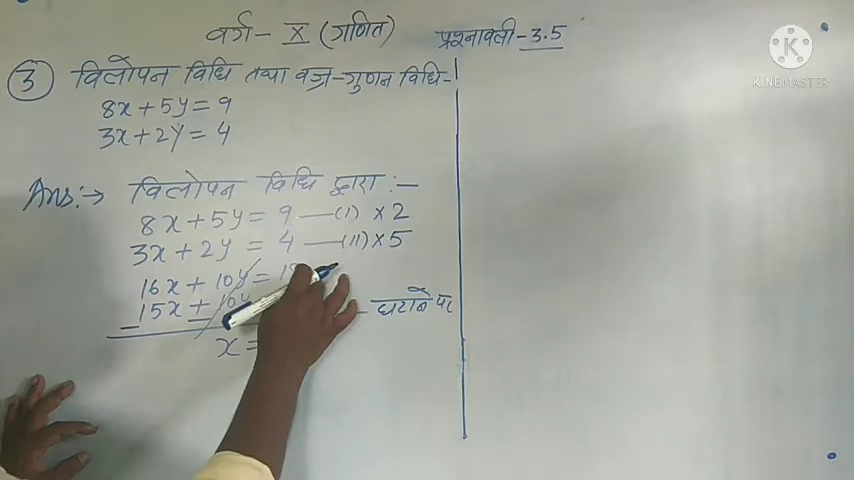 वर्ग- X (गणित) प्रश्नावली-3.5
③ विलोपन विधि तथा वज्र-गुणन विधि-
8x+5y=9
3x+2y=4
Ans:→ विलोपन विधि द्वारा:-
8x+5y= 9 —(I) ×2
3x+2y = 4 —(II)×5
16x+10y=
-15x±10y घटाने पर
x=
KINEMASTER